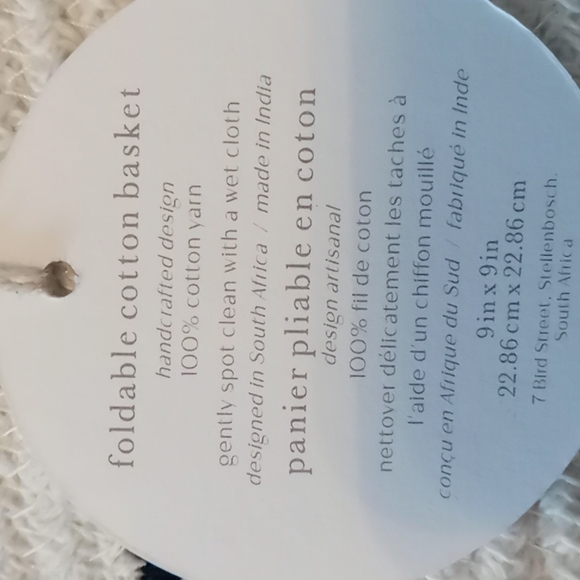 foldable cotton basket
handcrafted design
100% cotton yarn
gently spot clean with a wet cloth
designed in South Africa / made in India
panier pliable en coton
design artisanal
100% fil de coton
nettoyer délicatement les taches à
l'aide d'un chiffon mouillé
conçu en Afrique du Sud / fabriqué in Inde
9 in x 9 in
22.86 cm x 22.86 cm
7 Bird Street, Stellenbosch.
South Africa